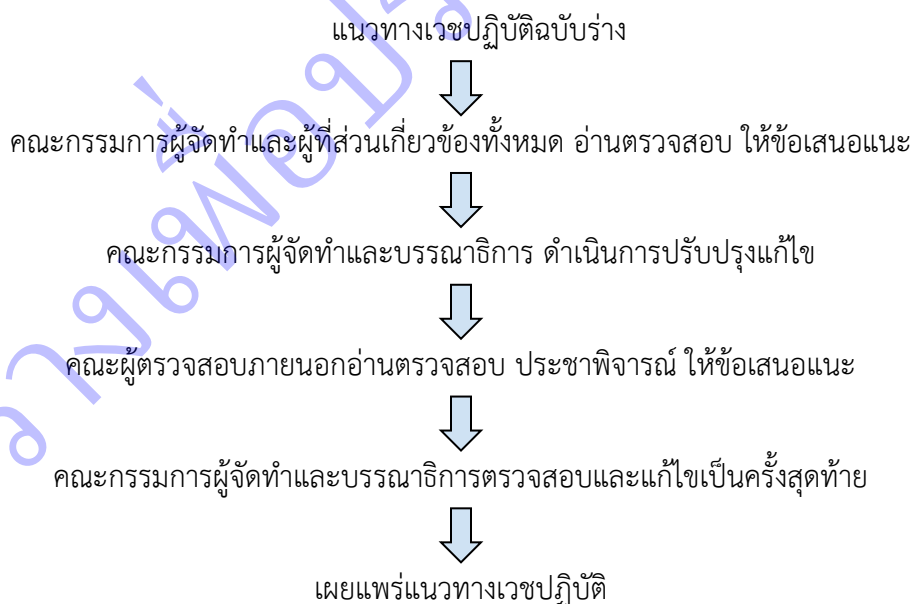 แนวทางเวชปฏิบัติฉบับร่าง
คณะกรรมการผู้จัดทำและผู้ที่ส่วนเกี่ยวข้องทั้งหมด อ่านตรวจสอบ ให้ข้อเสนอแนะ
คณะกรรมการผู้จัดทำและบรรณาธิการ ดำเนินการปรับปรุงแก้ไข
คณะผู้ตรวจสอบภายนอกอ่านตรวจสอบ ประชาพิจารณ์ ให้ข้อเสนอแนะ
คณะกรรมการผู้จัดทำและบรรณาธิการตรวจสอบและแก้ไขเป็นครั้งสุดท้าย
เผยแพร่แนวทางเวชปฏิบัติ